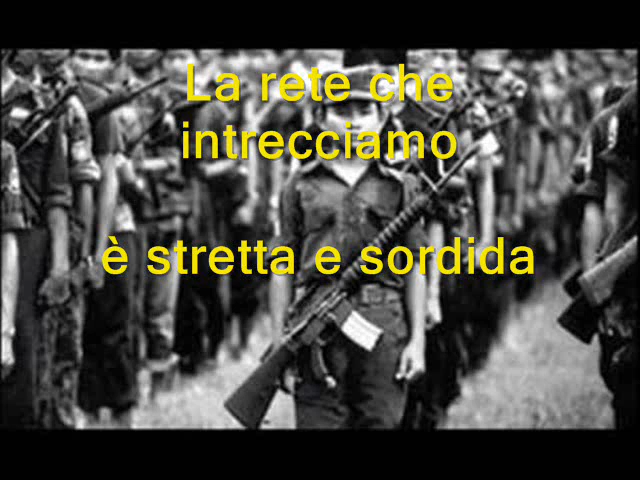 La rete che
intrecciamo
è stretta e sordida